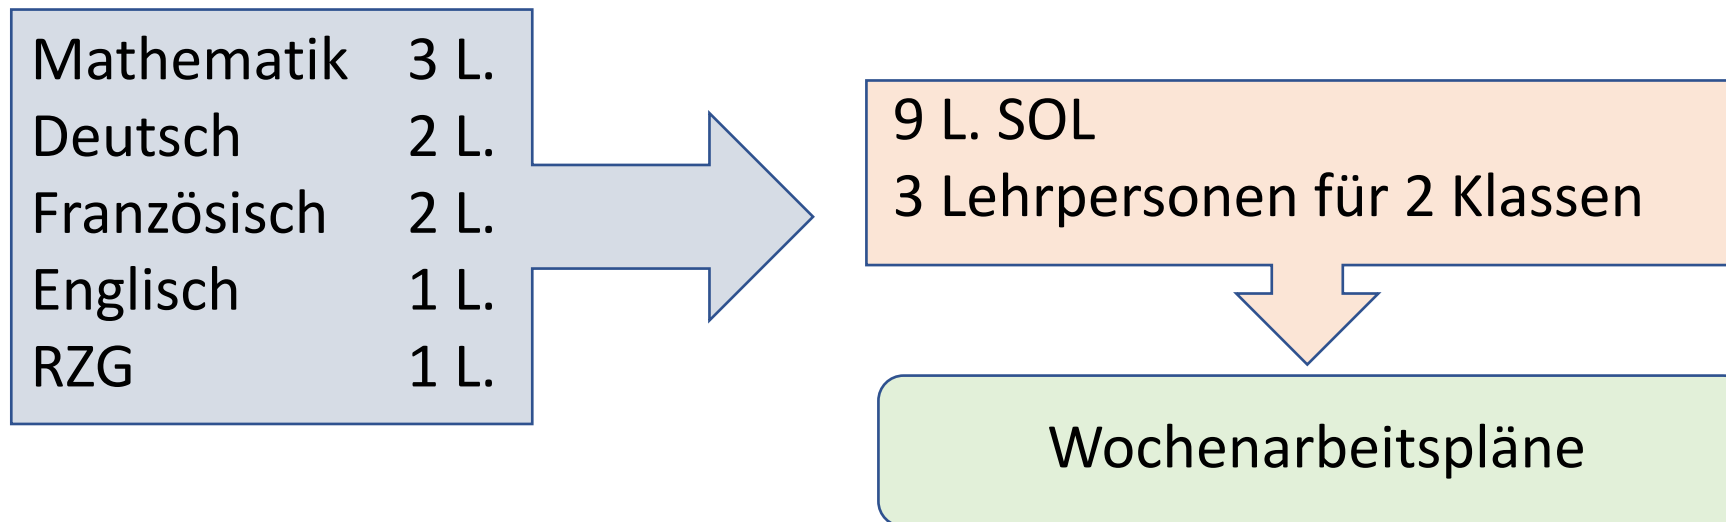 Mathematik 3 L.
Deutsch 2 L.
Französisch 2 L.
Englisch 1 L.
RZG 1 L.
9 L. SOL
3 Lehrpersonen für 2 Klassen
Wochenarbeitspläne